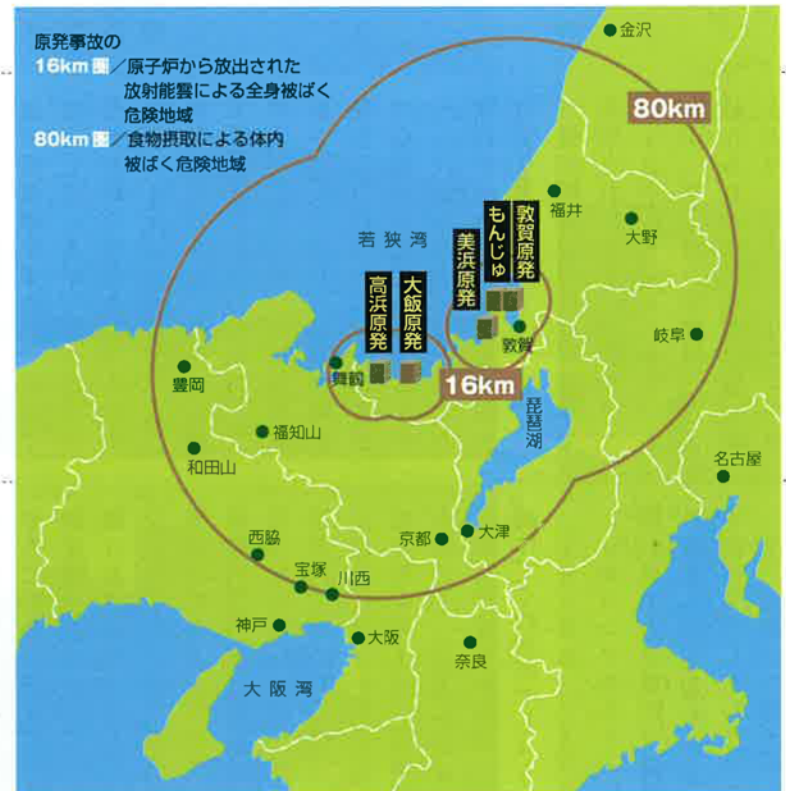 原発事故の
16km圏／原子炉から放出された
放射能雲による全身被ばく
危険地域
80km圏／食物摂取による体内
被ばく危険地域
金沢
80km
福井
大野
若狭湾
敦賀原発
もんじゅ
美浜原発
大飯原発
高浜原発
敦賀
岐阜
舞鶴
16km
豊岡
琵琶湖
福知山
和田山
名古屋
京都
大津
西脇
宝塚
川西
神戸
大阪
奈良
大阪湾